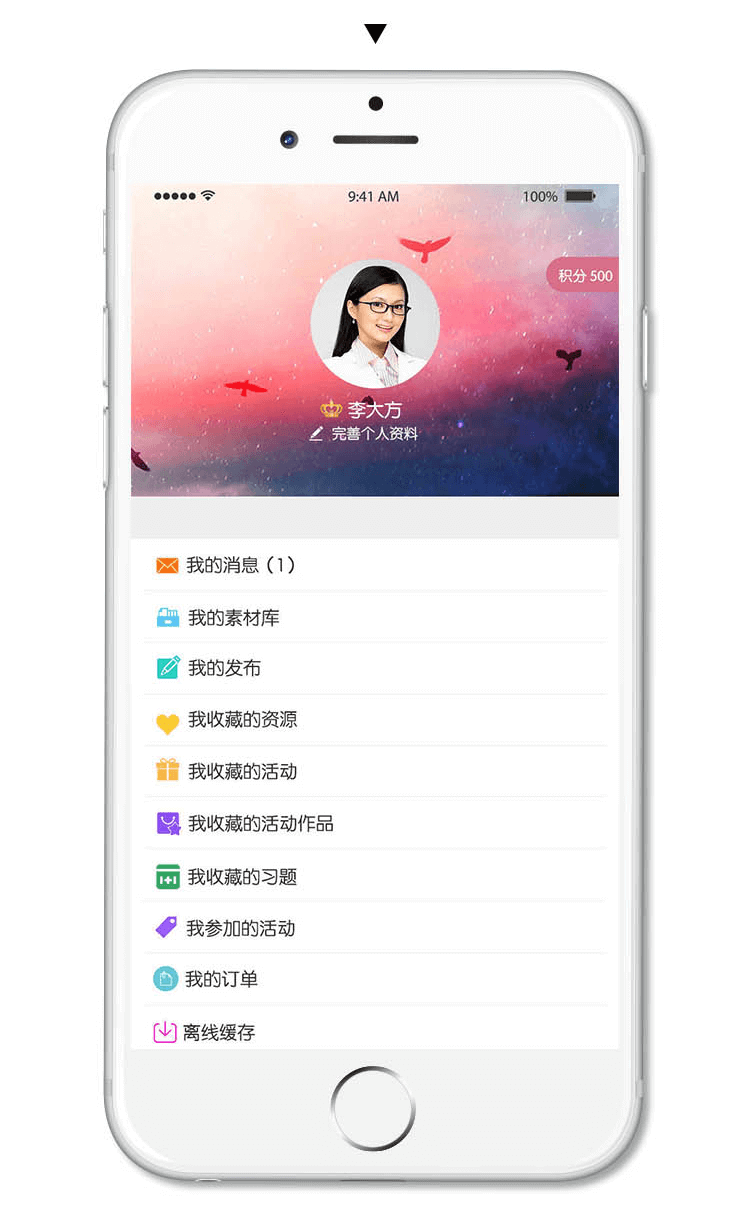 9:41 AM
100%
积分 500
李大方
完善个人资料
我的消息（1）
我的素材库
我的发布
我收藏的资源
我收藏的活动
我收藏的活动作品
我收藏的习题
我参加的活动
我的订单
离线缓存